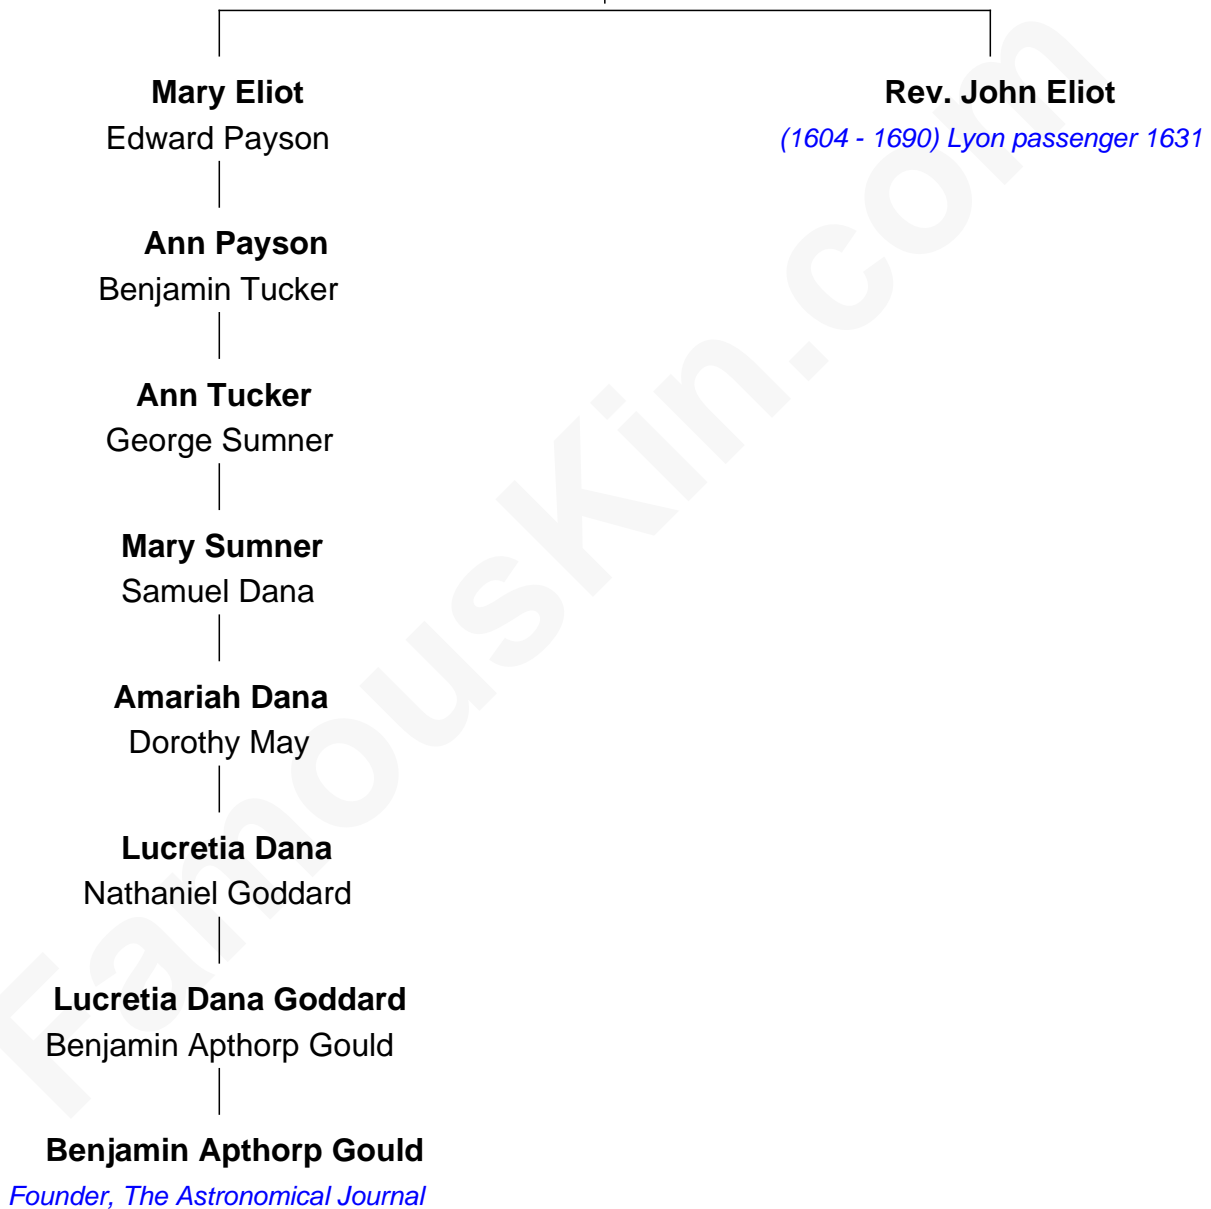 Mary Eliot
Edward Payson
Rev. John Eliot
(1604 - 1690) Lyon passenger 1631
Ann Payson
Benjamin Tucker
Ann Tucker
George Sumner
Mary Sumner
Samuel Dana
Amariah Dana
Dorothy May
Lucretia Dana
Nathaniel Goddard
Lucretia Dana Goddard
Benjamin Apthorp Gould
Benjamin Apthorp Gould
Founder, The Astronomical Journal
FamousKin.com